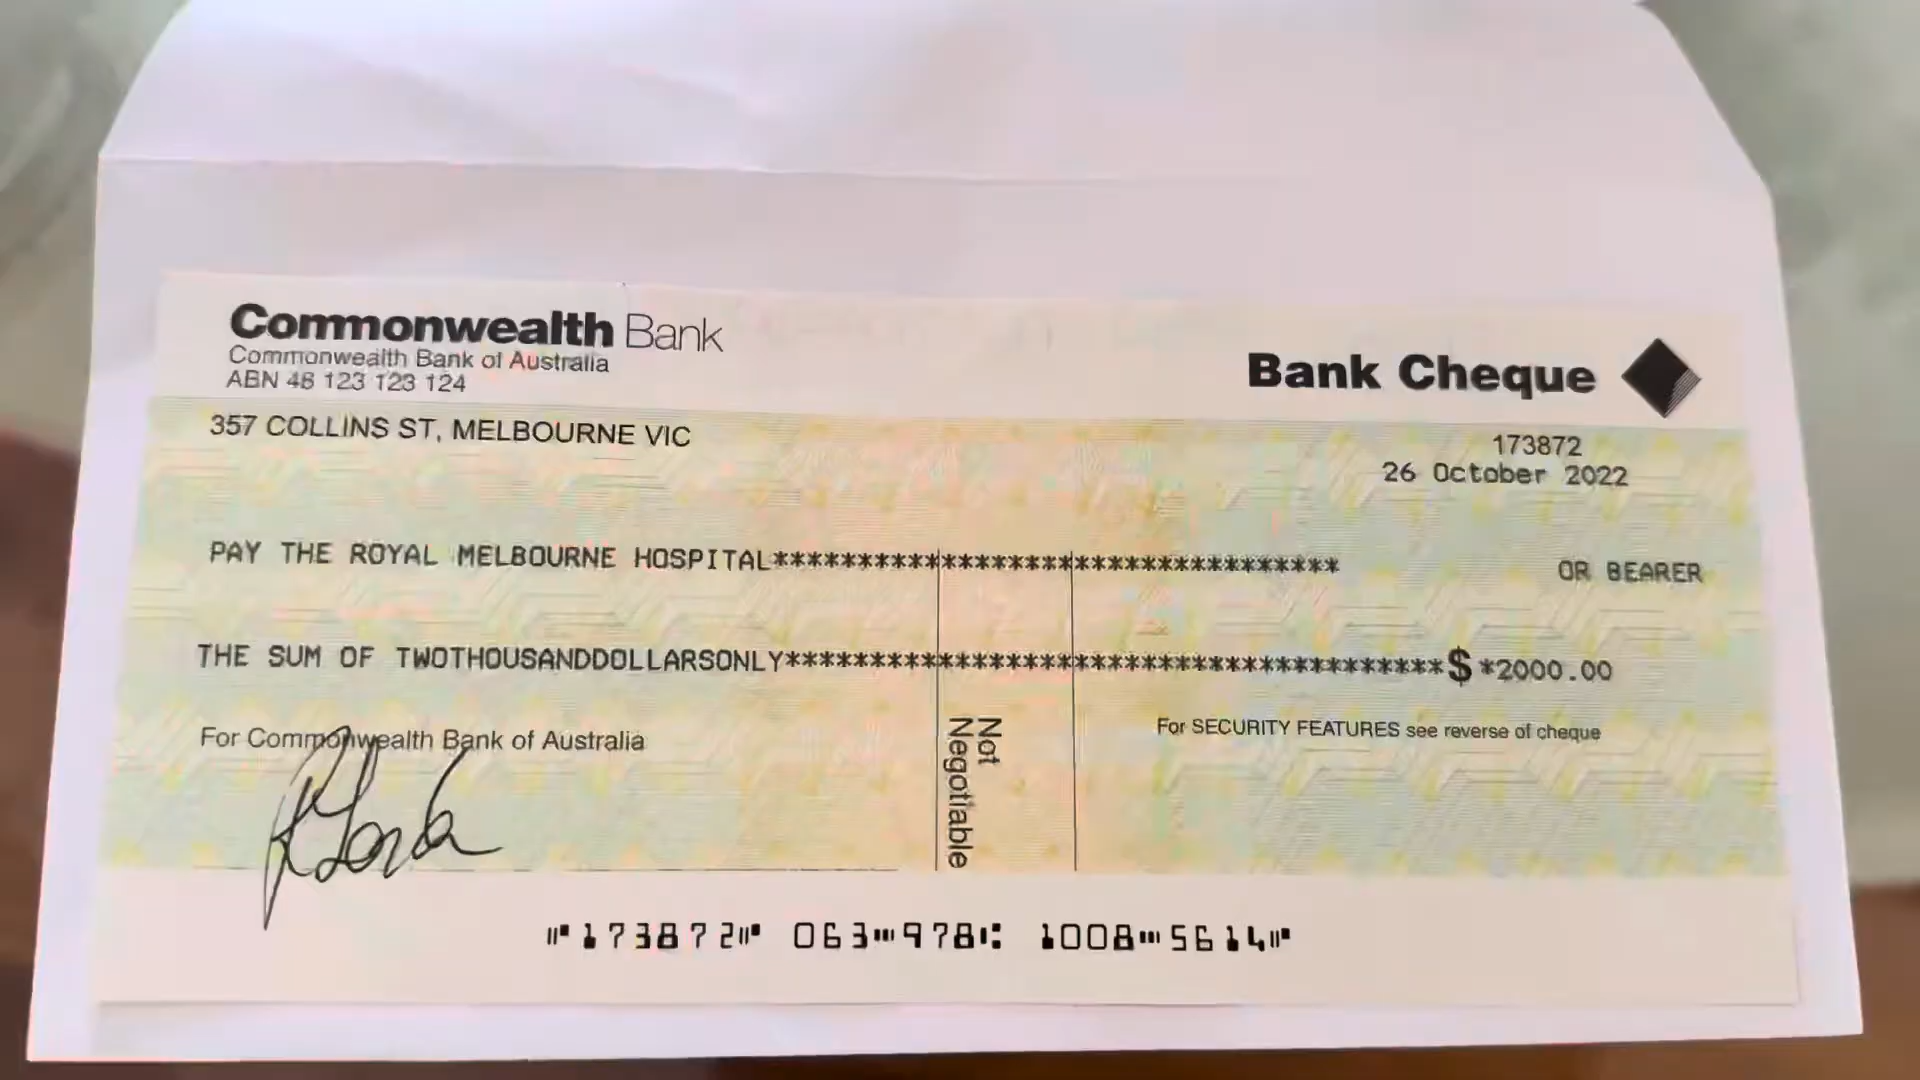 Commonwealth Bank
Commonwealth Bank of Australia
ABN 48 123 123 124
Bank Cheque
357 COLLINS ST, MELBOURNE VIC
173872
26 October 2022
PAY THE ROYAL MELBOURNE HOSPITAL********************************** OR BEARER
THE SUM OF TWOTHOUSANDDOLLARSONLY***************************************$ *2000.00
For Commonwealth Bank of Australia
Not
Negotiable
For SECURITY FEATURES see reverse of cheque
⑈173872⑈ 063⑉978⑆ 1008⑉5614⑈